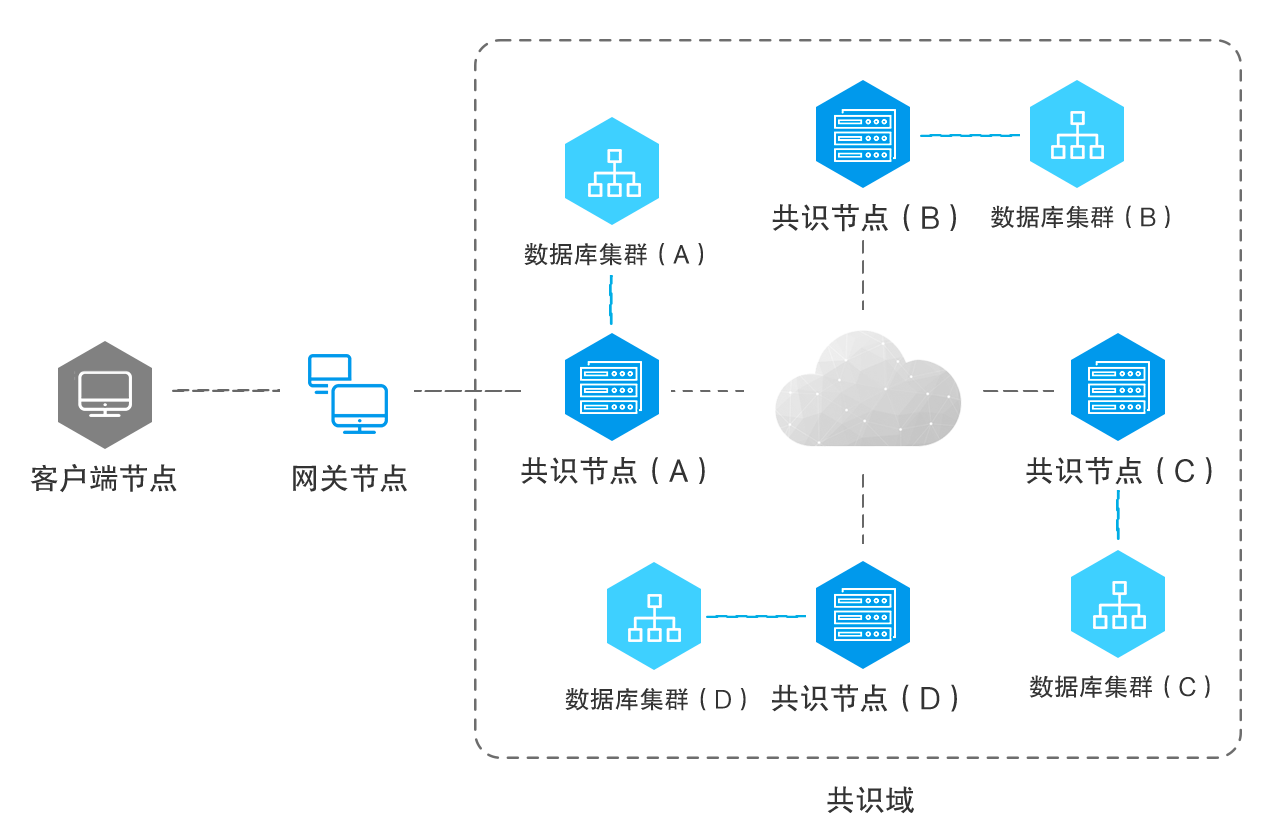 共识节点（B）
数据库集群（B）
数据库集群（A）
客户端节点
网关节点
共识节点（A）
共识节点（C）
数据库集群（D）
共识节点（D）
数据库集群（C）
共识域